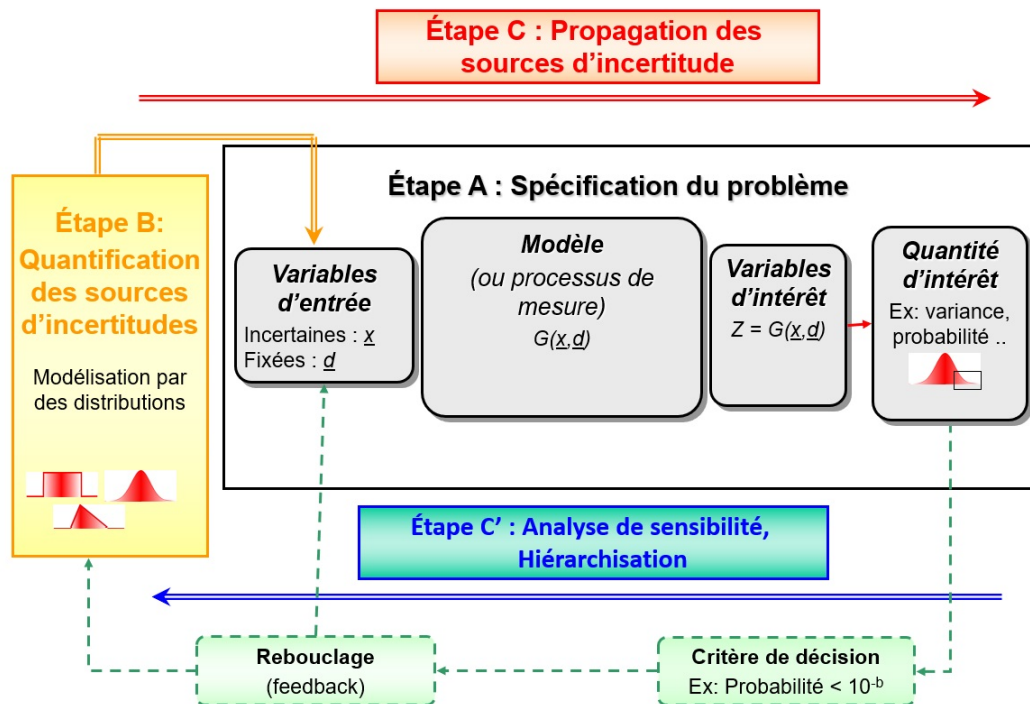 Étape C : Propagation des
sources d’incertitude
Étape A : Spécification du problème
Étape B:
Quantification
des sources
d’incertitudes
Modélisation par
des distributions
Variables
d’entrée
Incertaines : x
Fixées : d
Modèle
(ou processus de
mesure)
G(x,d)
Variables
d’intérêt
Z = G(x,d)
Quantité
d’intérêt
Ex: variance,
probabilité ..
Étape C’ : Analyse de sensibilité,
Hiérarchisation
Rebouclage
(feedback)
Critère de décision
Ex: Probabilité < 10⁻ᵇ